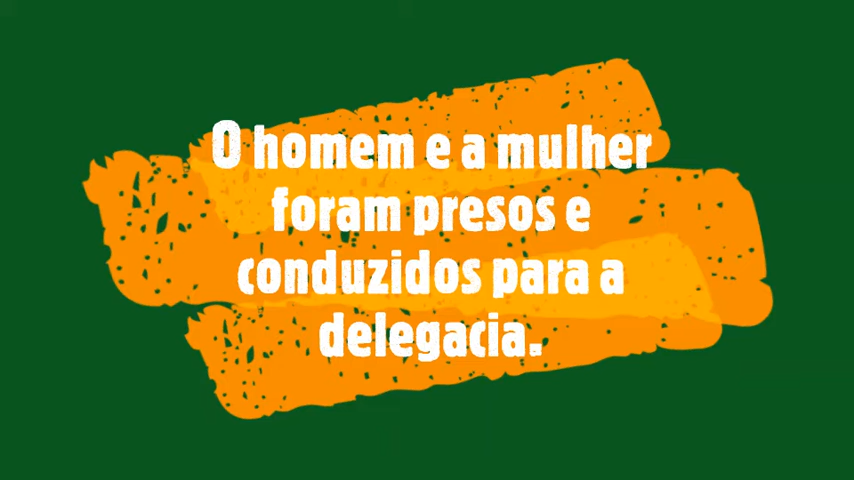 O homem e a mulher
foram presos e
conduzidos para a
delegacia.